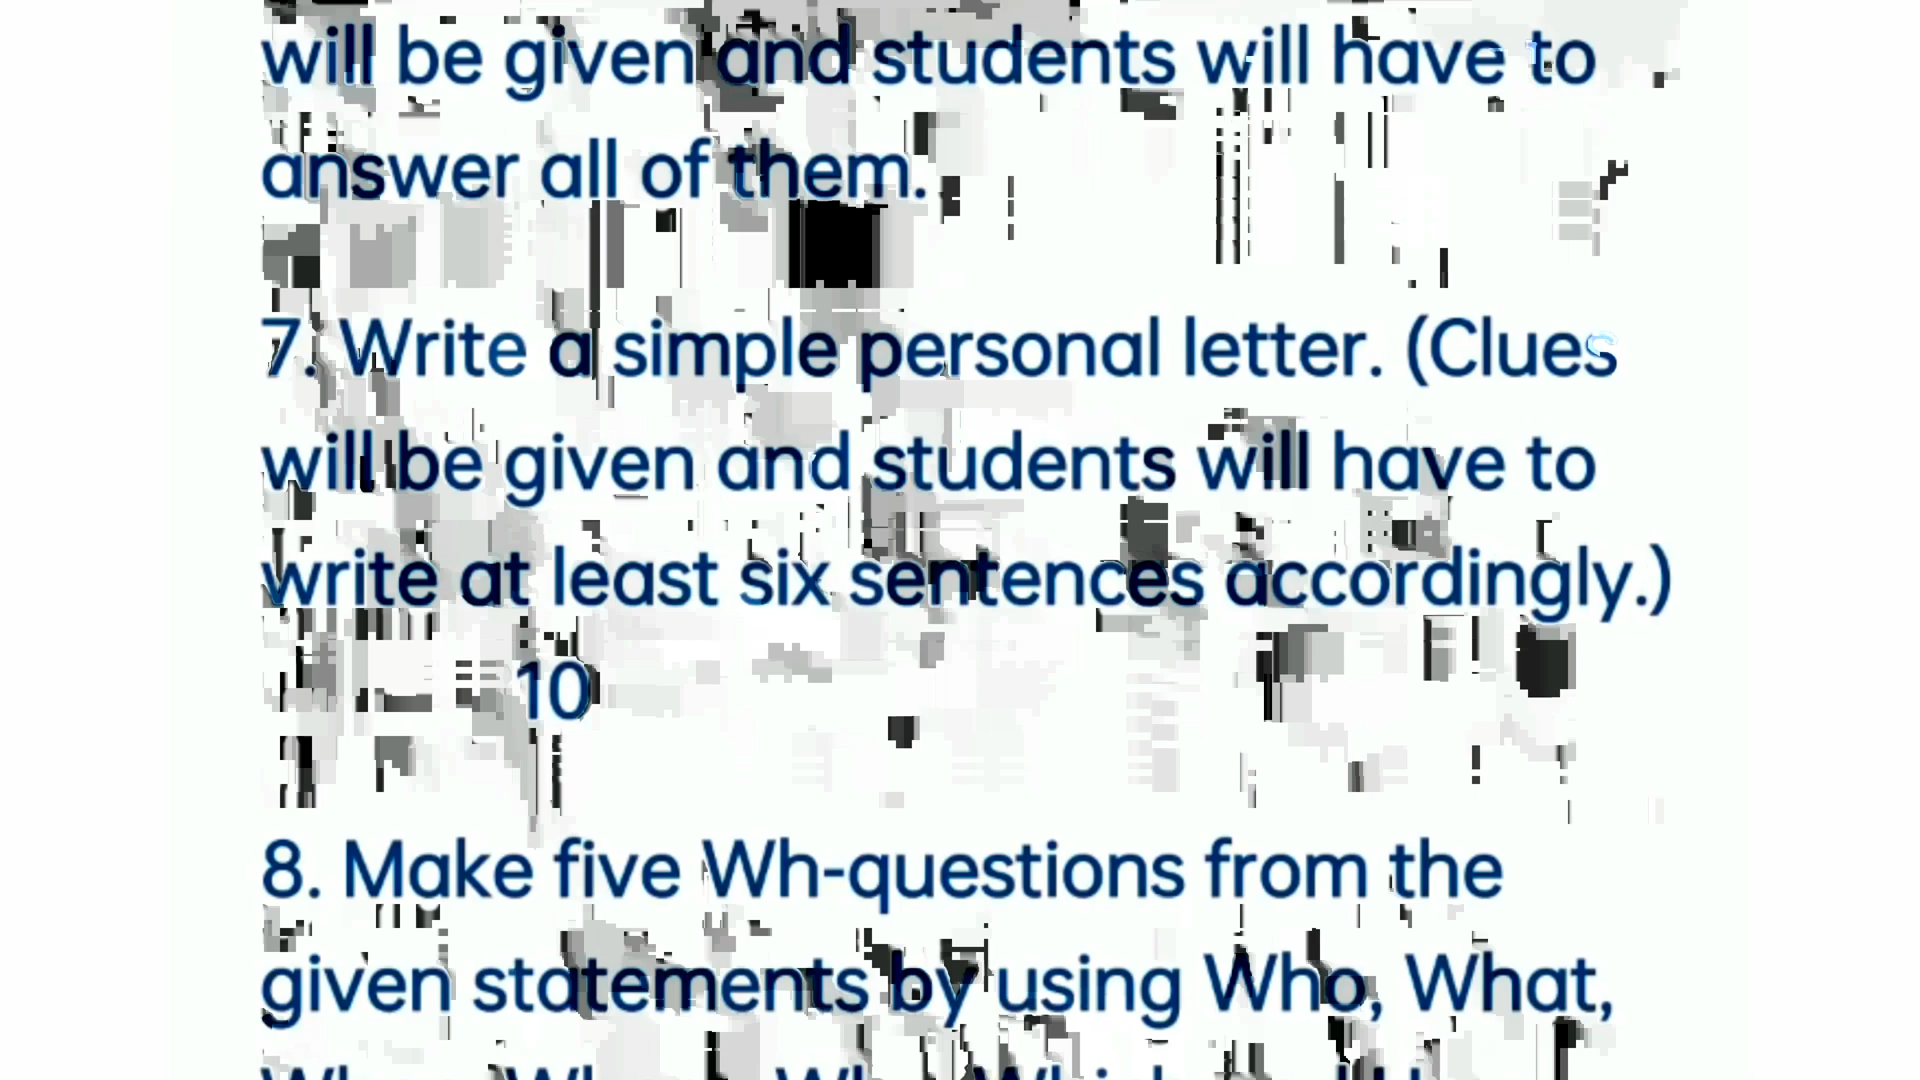 will be given and students will have to
answer all of them.
7. Write a simple personal letter. (Clues
will be given and students will have to
write at least six sentences accordingly.)
10
8. Make five Wh-questions from the
given statements by using Who, What,